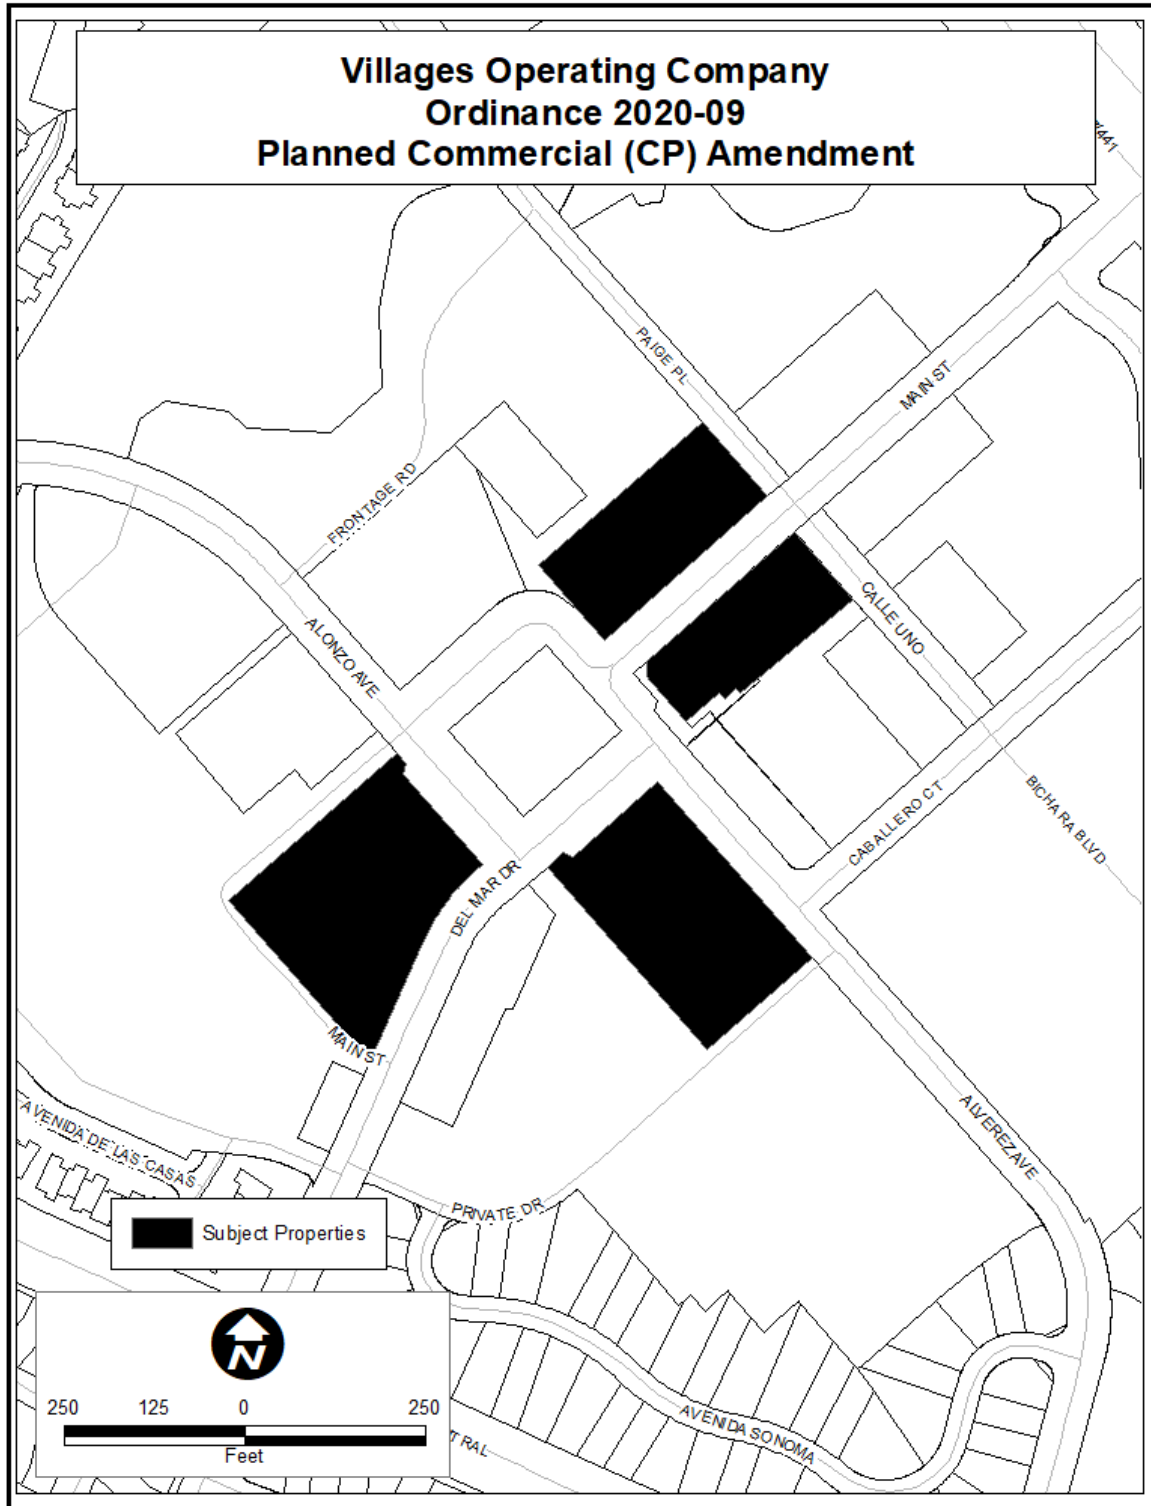 Villages Operating Company
Ordinance 2020-09
Planned Commercial (CP) Amendment
/441
PAIGE PL
MAIN ST
FRONTAGE RD
CALLE UNO
ALONZO AVE
BICHARA BLVD
CABALLERO CT
DEL MAR DR
MAIN ST
AVENIDA DE LAS CASAS
ALVEREZ AVE
PRIVATE DR
Subject Properties
N
250 125 0 250
Feet
AVENIDA SONOMA
TRAL